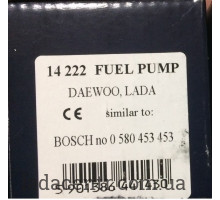 14 222 FUEL PUMP
DAEWOO, LADA
CE similar to:
BOSCH no 0 580 453 453